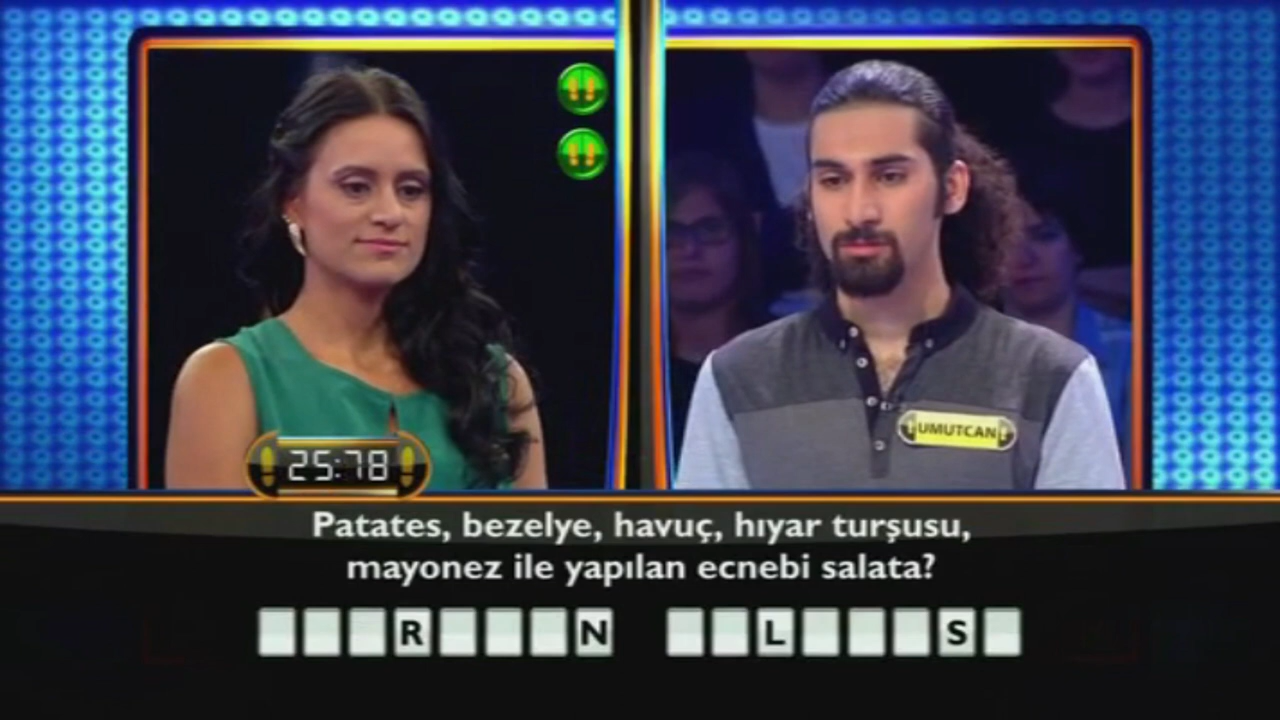 UMUTCAN
25:78
Patates, bezelye, havuç, hıyar turşusu,
mayonez ile yapılan ecnebi salata?
R N L S